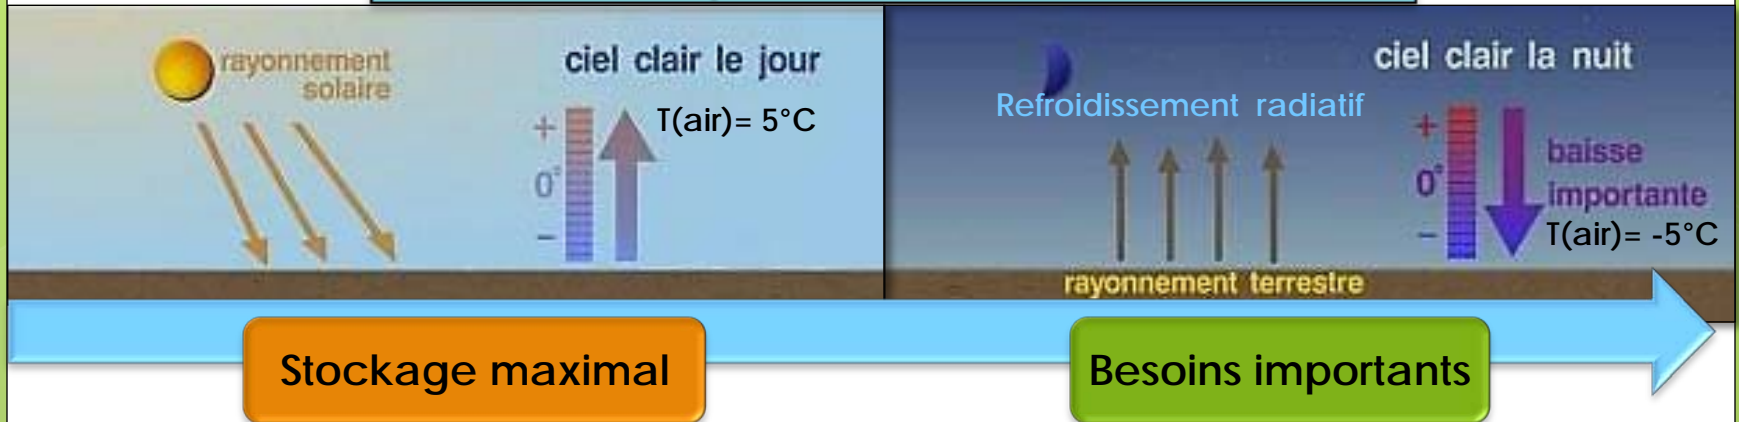 rayonnement
solaire
ciel clair le jour
T(air)= 5°C
+
0°
−
ciel clair la nuit
Refroidissement radiatif
+
0°
−
baisse
importante
T(air)= -5°C
rayonnement terrestre
Stockage maximal
Besoins importants